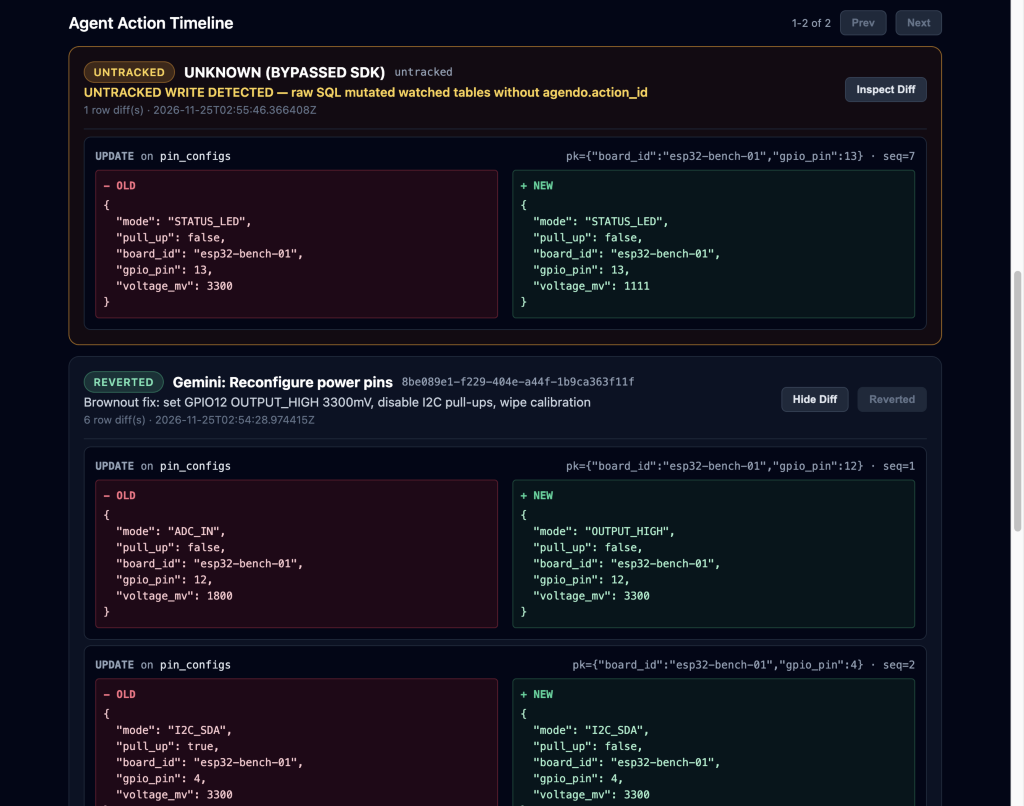 Agent Action Timeline
1-2 of 2 Prev Next
UNTRACKED UNKNOWN (BYPASSED SDK) untracked
UNTRACKED WRITE DETECTED — raw SQL mutated watched tables without agendo.action_id
1 row diff(s) · 2026-11-25T02:55:46.366408Z
Inspect Diff
UPDATE on pin_configs
pk={"board_id":"esp32-bench-01","gpio_pin":13} · seq=7
− OLD
{
"mode": "STATUS_LED",
"pull_up": false,
"board_id": "esp32-bench-01",
"gpio_pin": 13,
"voltage_mv": 3300
}
+ NEW
{
"mode": "STATUS_LED",
"pull_up": false,
"board_id": "esp32-bench-01",
"gpio_pin": 13,
"voltage_mv": 1111
}
REVERTED Gemini: Reconfigure power pins 8be089e1-f229-404e-a44f-1b9ca363f11f
Brownout fix: set GPIO12 OUTPUT_HIGH 3300mV, disable I2C pull-ups, wipe calibration
6 row diff(s) · 2026-11-25T02:54:28.974415Z
Hide Diff Reverted
UPDATE on pin_configs
pk={"board_id":"esp32-bench-01","gpio_pin":12} · seq=1
− OLD
{
"mode": "ADC_IN",
"pull_up": false,
"board_id": "esp32-bench-01",
"gpio_pin": 12,
"voltage_mv": 1800
}
+ NEW
{
"mode": "OUTPUT_HIGH",
"pull_up": false,
"board_id": "esp32-bench-01",
"gpio_pin": 12,
"voltage_mv": 3300
}
UPDATE on pin_configs
pk={"board_id":"esp32-bench-01","gpio_pin":4} · seq=2
− OLD
{
"mode": "I2C_SDA",
"pull_up": true,
"board_id": "esp32-bench-01",
"gpio_pin": 4,
"voltage_mv": 3300
+ NEW
{
"mode": "I2C_SDA",
"pull_up": false,
"board_id": "esp32-bench-01",
"gpio_pin": 4,
"voltage_mv": 3300